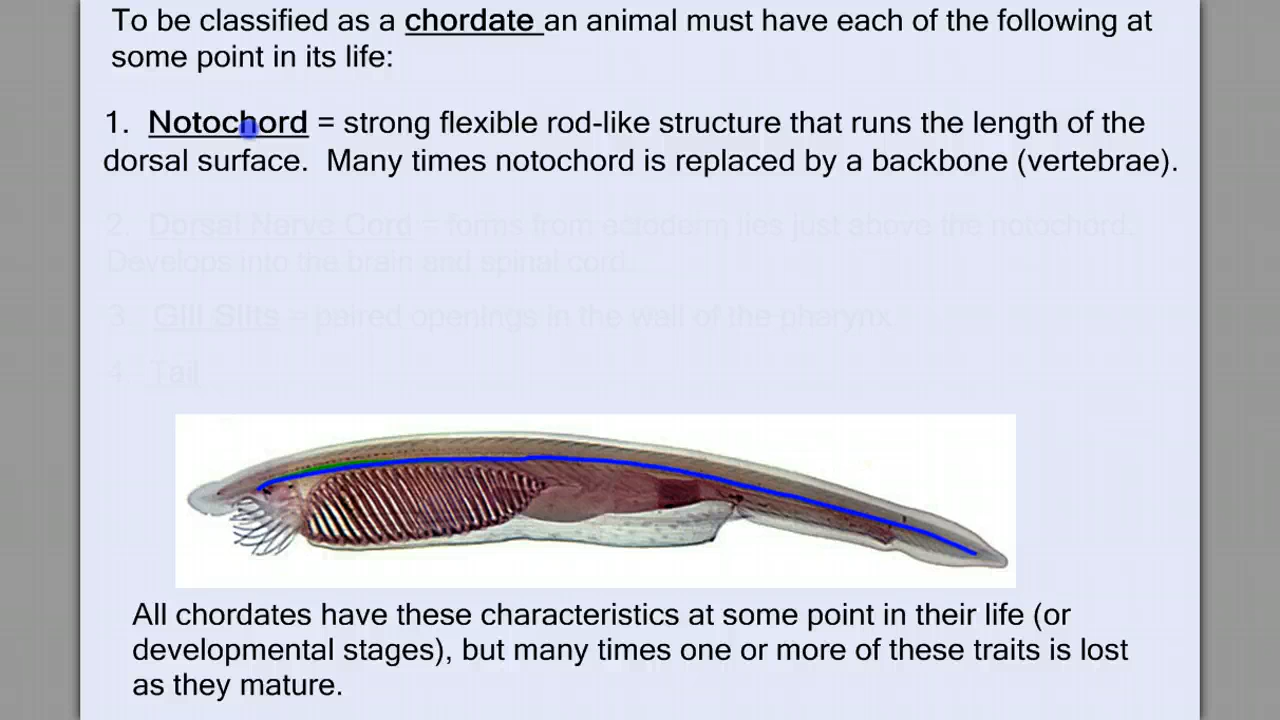 To be classified as a chordate an animal must have each of the following at
some point in its life:
1. Notochord = strong flexible rod-like structure that runs the length of the
dorsal surface. Many times notochord is replaced by a backbone (vertebrae).
2. Dorsal Nerve Cord = forms from ectoderm lies just above the notochord.
Develops into the brain and spinal cord.
3. Gill Slits = paired openings in the wall of the pharynx
4. Tail
All chordates have these characteristics at some point in their life (or
developmental stages), but many times one or more of these traits is lost
as they mature.